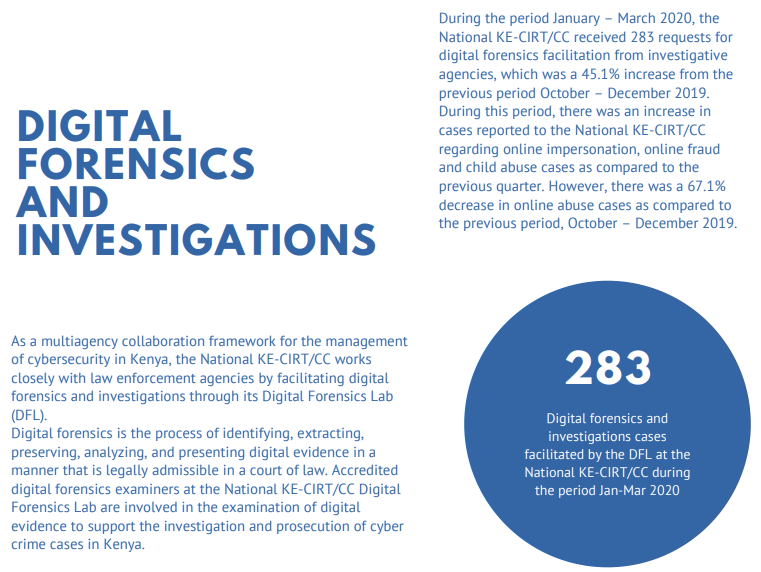 DIGITAL
FORENSICS
AND
INVESTIGATIONS
As a multiagency collaboration framework for the management
of cybersecurity in Kenya, the National KE-CIRT/CC works
closely with law enforcement agencies by facilitating digital
forensics and investigations through its Digital Forensics Lab
(DFL).
Digital forensics is the process of identifying, extracting,
preserving, analyzing, and presenting digital evidence in a
manner that is legally admissible in a court of law. Accredited
digital forensics examiners at the National KE-CIRT/CC Digital
Forensics Lab are involved in the examination of digital
evidence to support the investigation and prosecution of cyber
crime cases in Kenya.
During the period January – March 2020, the
National KE-CIRT/CC received 283 requests for
digital forensics facilitation from investigative
agencies, which was a 45.1% increase from the
previous period October – December 2019.
During this period, there was an increase in
cases reported to the National KE-CIRT/CC
regarding online impersonation, online fraud
and child abuse cases as compared to the
previous quarter. However, there was a 67.1%
decrease in online abuse cases as compared to
the previous period, October – December 2019.
283
Digital forensics and
investigations cases
facilitated by the DFL at the
National KE-CIRT/CC during
the period Jan-Mar 2020